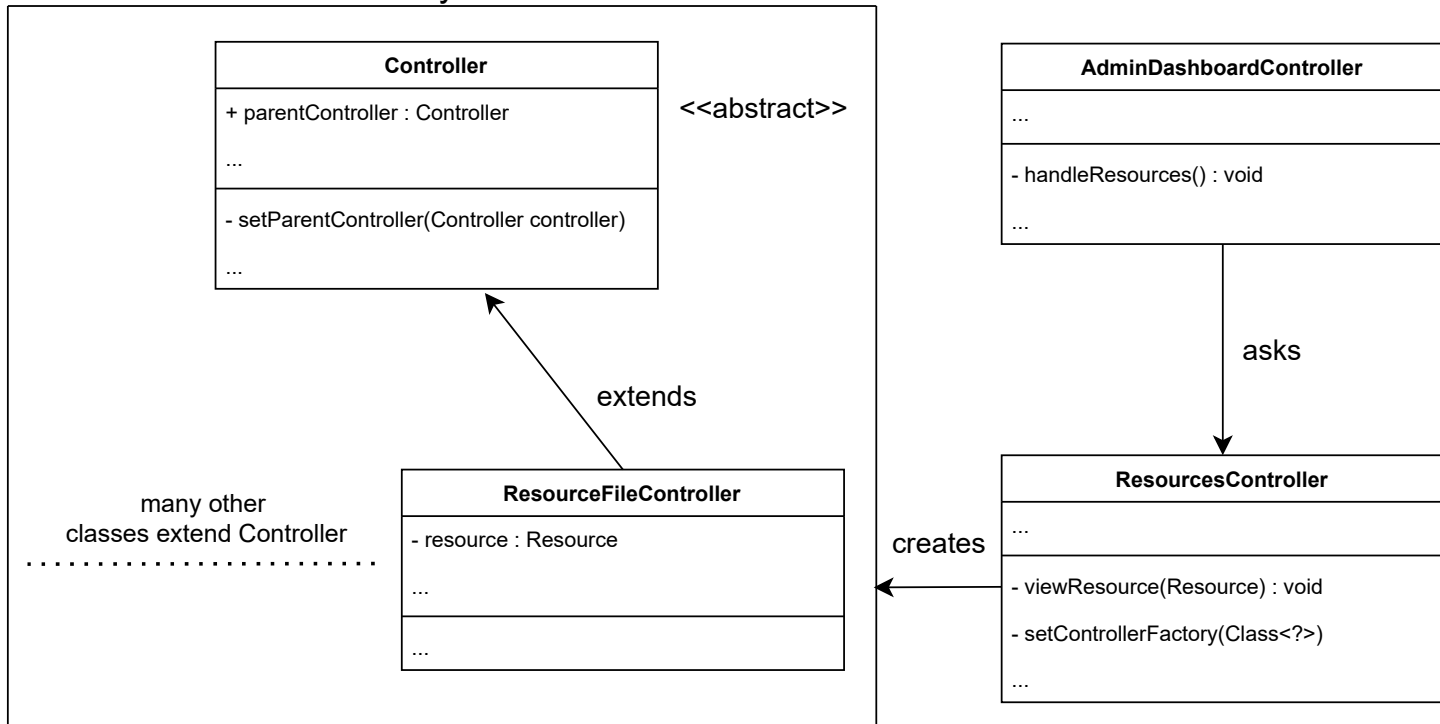 Controller
+ parentController : Controller
...
- setParentController(Controller controller)
...
<<abstract>>
AdminDashboardController
...
- handleResources() : void
...
extends
asks
many other
classes extend Controller
ResourceFileController
- resource : Resource
...
...
creates
ResourcesController
...
- viewResource(Resource) : void
- setControllerFactory(Class<?>)
...